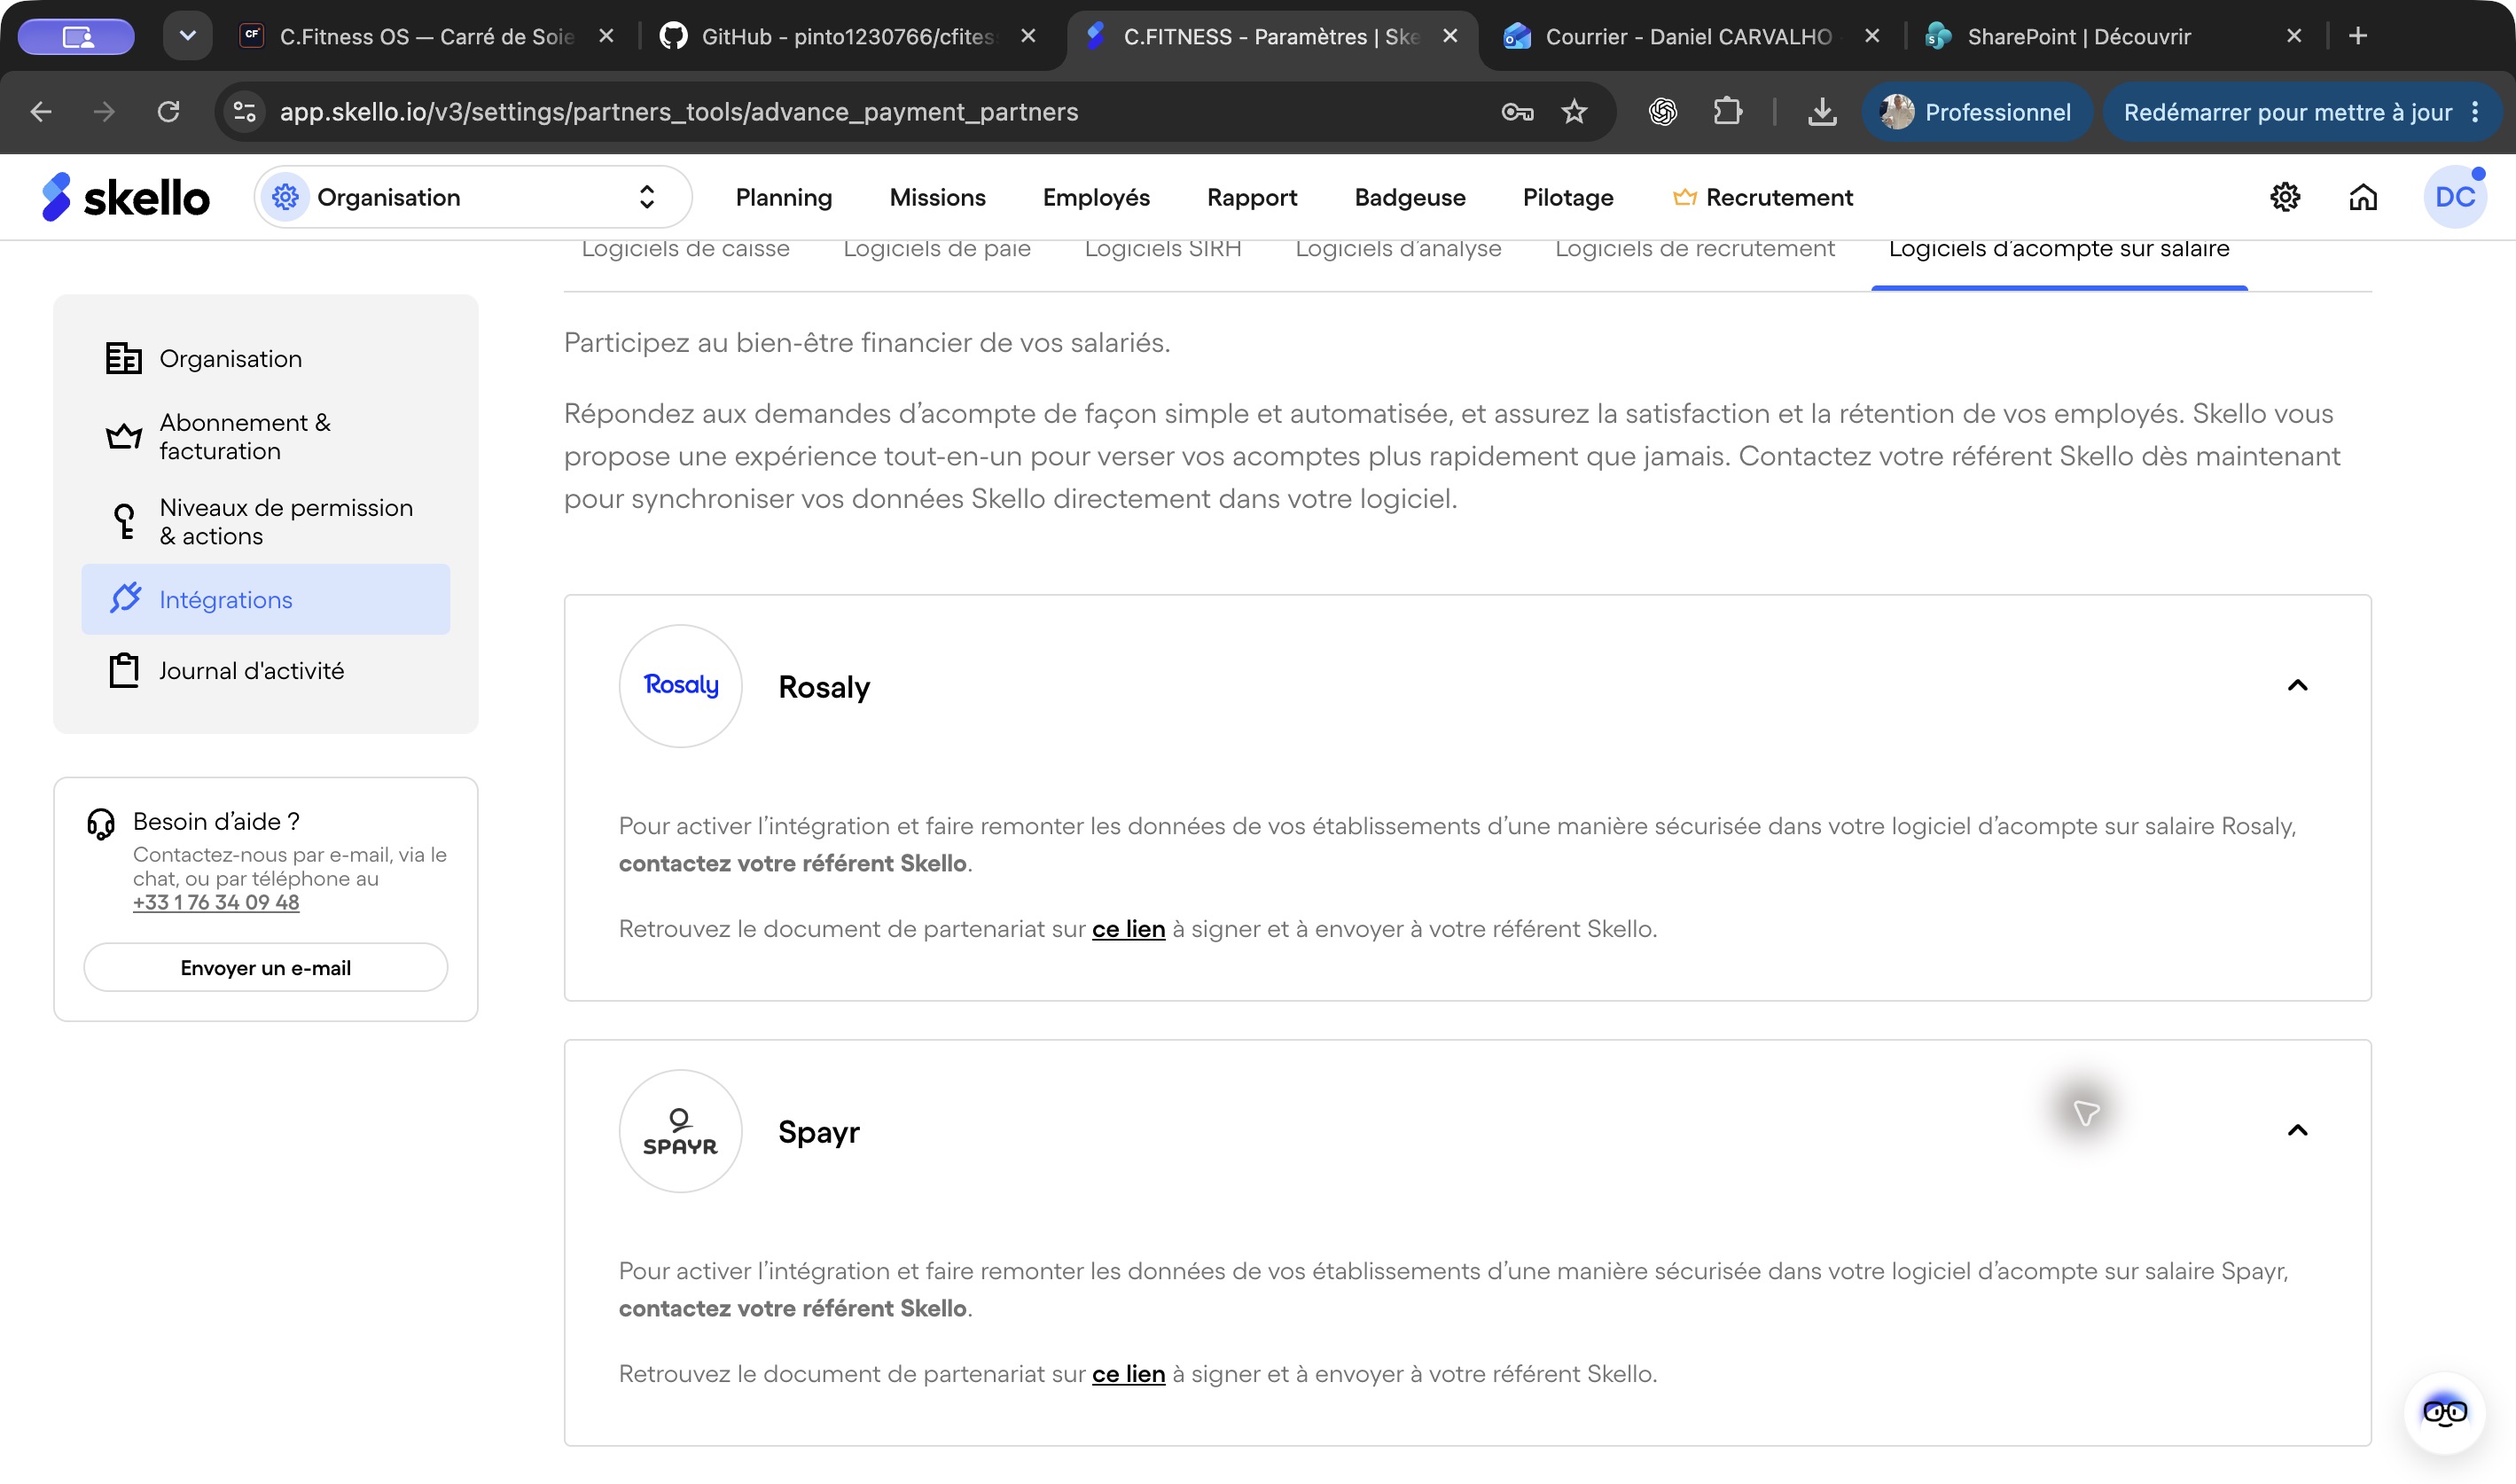 C.Fitness OS — Carré de Soie
GitHub - pinto1230766/cfites
C.FITNESS - Paramètres | Ske
Courrier - Daniel CARVALHO
SharePoint | Découvrir
app.skello.io/v3/settings/partners_tools/advance_payment_partners
Professionnel
Redémarrer pour mettre à jour
skello
Organisation
Planning
Missions
Employés
Rapport
Badgeuse
Pilotage
Recrutement
DC
Logiciels de caisse
Logiciels de paie
Logiciels SIRH
Logiciels d’analyse
Logiciels de recrutement
Logiciels d’acompte sur salaire
Organisation
Abonnement &
facturation
Niveaux de permission
& actions
Intégrations
Journal d'activité
Besoin d’aide ?
Contactez-nous par e-mail, via le
chat, ou par téléphone au
+33 1 76 34 09 48
Envoyer un e-mail
Participez au bien-être financier de vos salariés.
Répondez aux demandes d’acompte de façon simple et automatisée, et assurez la satisfaction et la rétention de vos employés. Skello vous
propose une expérience tout-en-un pour verser vos acomptes plus rapidement que jamais. Contactez votre référent Skello dès maintenant
pour synchroniser vos données Skello directement dans votre logiciel.
Rosaly
Rosaly
Pour activer l’intégration et faire remonter les données de vos établissements d’une manière sécurisée dans votre logiciel d’acompte sur salaire Rosaly,
contactez votre référent Skello.
Retrouvez le document de partenariat sur ce lien à signer et à envoyer à votre référent Skello.
SPAYR
Spayr
Pour activer l’intégration et faire remonter les données de vos établissements d’une manière sécurisée dans votre logiciel d’acompte sur salaire Spayr,
contactez votre référent Skello.
Retrouvez le document de partenariat sur ce lien à signer et à envoyer à votre référent Skello.